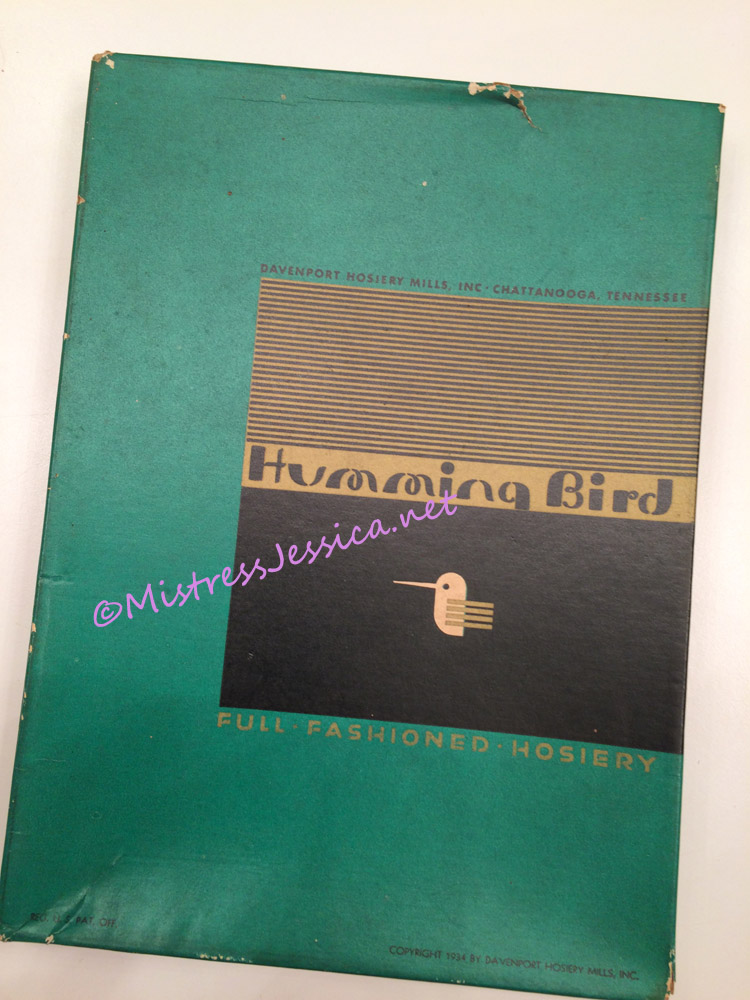 DAVENPORT HOSIERY MILLS, INC · CHATTANOOGA, TENNESSEE
Humming Bird
©MistressJessica.net
FULL · FASHIONED · HOSIERY
REG. U. S. PAT. OFF.
COPYRIGHT 1934 BY DAVENPORT HOSIERY MILLS, INC.